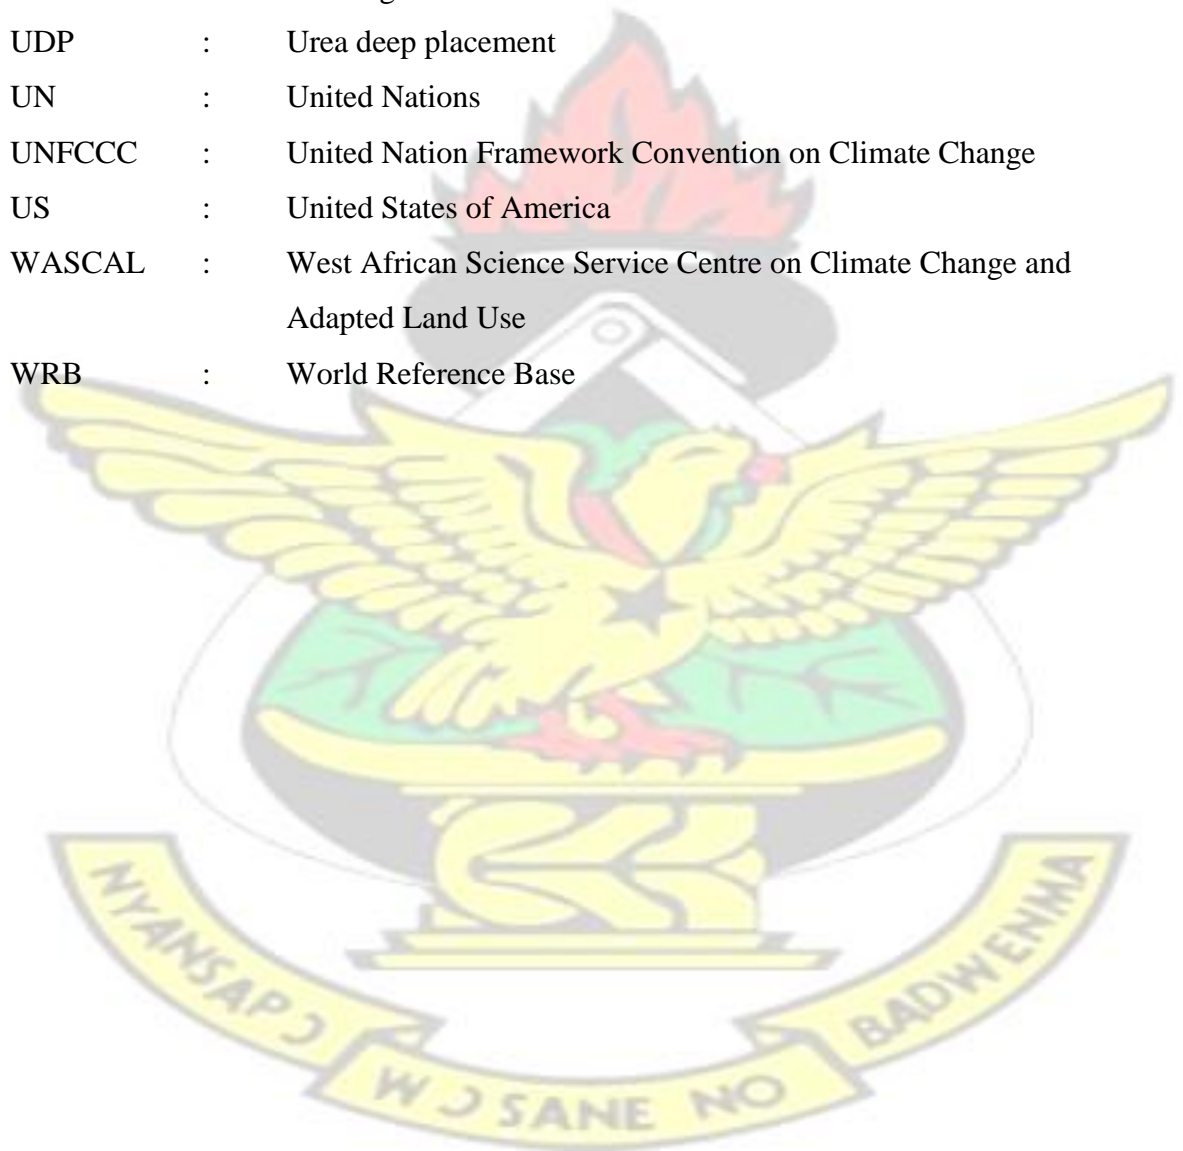 UDP : Urea deep placement
UN : United Nations
UNFCCC : United Nation Framework Convention on Climate Change
US : United States of America
WASCAL : West African Science Service Centre on Climate Change and
Adapted Land Use
WRB : World Reference Base
NYANSAPƆ WƆSANE NO BADWENMA